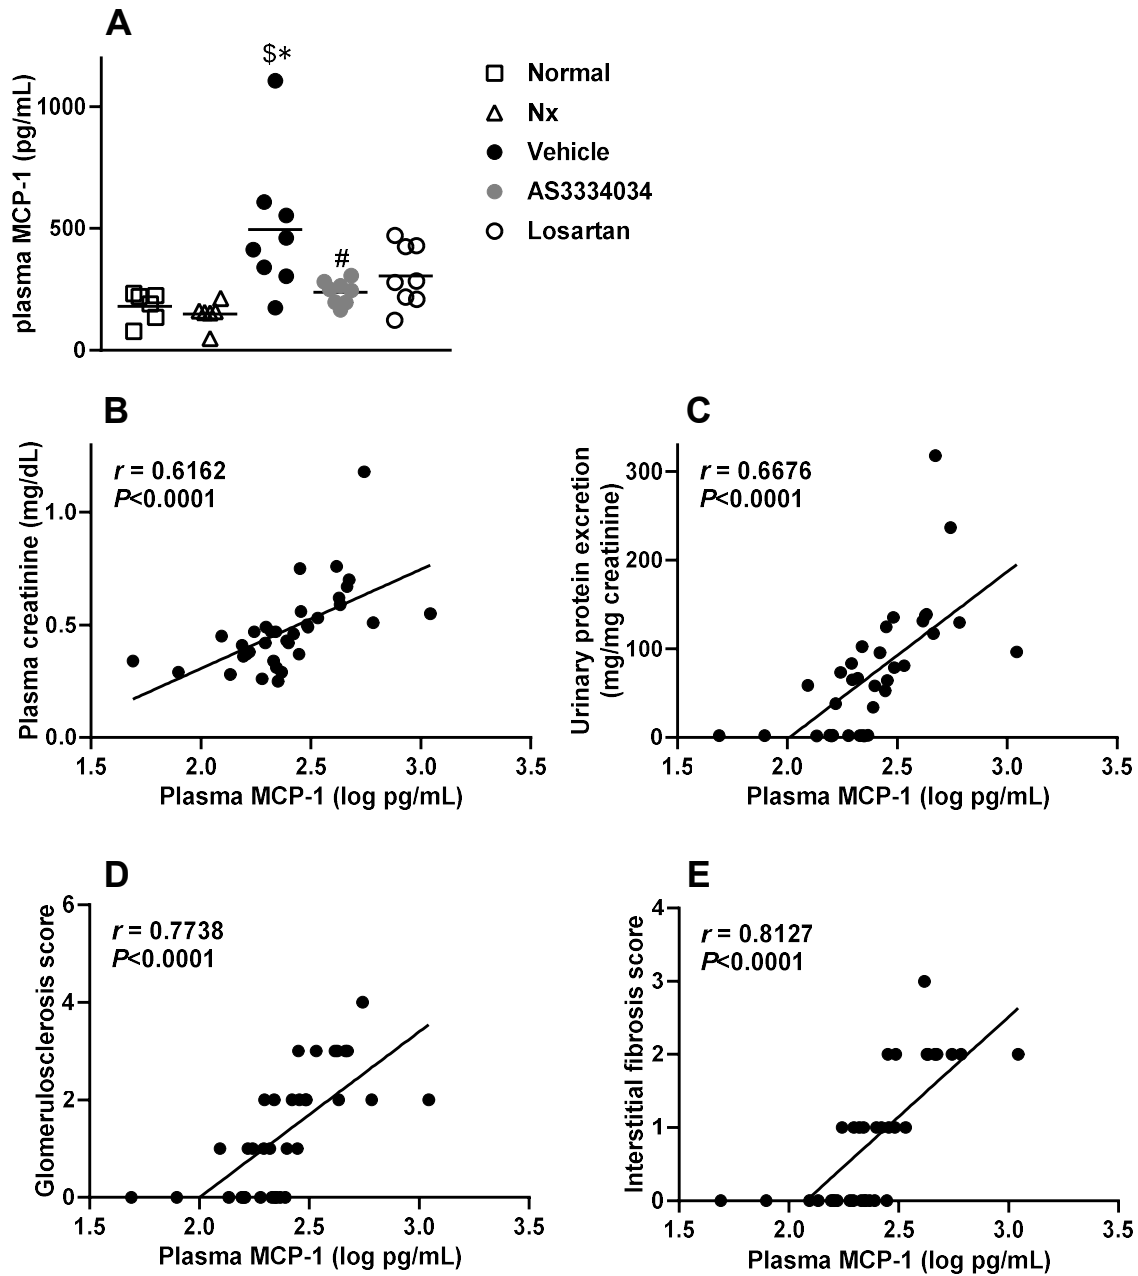 A
$*
#
plasma MCP-1 (pg/mL)
1000
500
0
Normal
Nx
Vehicle
AS3334034
Losartan
B
r = 0.6162
P<0.0001
Plasma creatinine (mg/dL)
1.0
0.5
0.0
1.5 2.0 2.5 3.0 3.5
Plasma MCP-1 (log pg/mL)
C
r = 0.6676
P<0.0001
Urinary protein excretion
(mg/mg creatinine)
300
200
100
0
1.5 2.0 2.5 3.0 3.5
Plasma MCP-1 (log pg/mL)
D
r = 0.7738
P<0.0001
Glomerulosclerosis score
6
4
2
0
1.5 2.0 2.5 3.0 3.5
Plasma MCP-1 (log pg/mL)
E
r = 0.8127
P<0.0001
Interstitial fibrosis score
4
3
2
1
0
1.5 2.0 2.5 3.0 3.5
Plasma MCP-1 (log pg/mL)